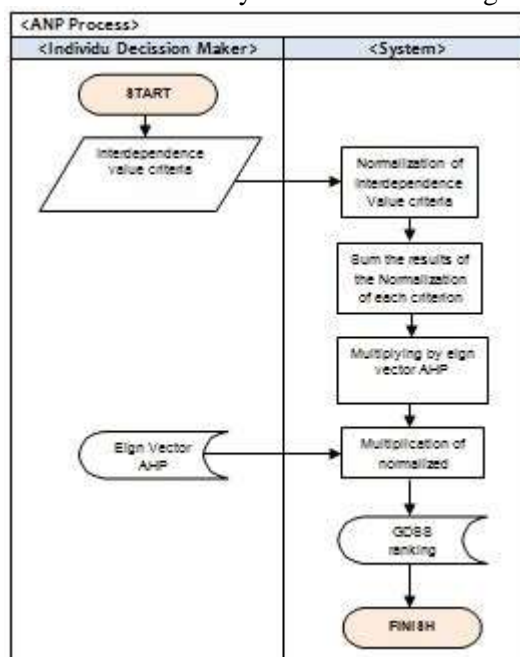 <ANP Process>
<Individu Decission Maker>
<System>
START
Interdependence
value criteria
Normalization of
Interdependence
Value criteria
Sum the results of
the Normalization
of each criterion
Multiplying by eign
vector AHP
Eign Vector
AHP
Multiplication of
normalized
GDSS
ranking
FINISH